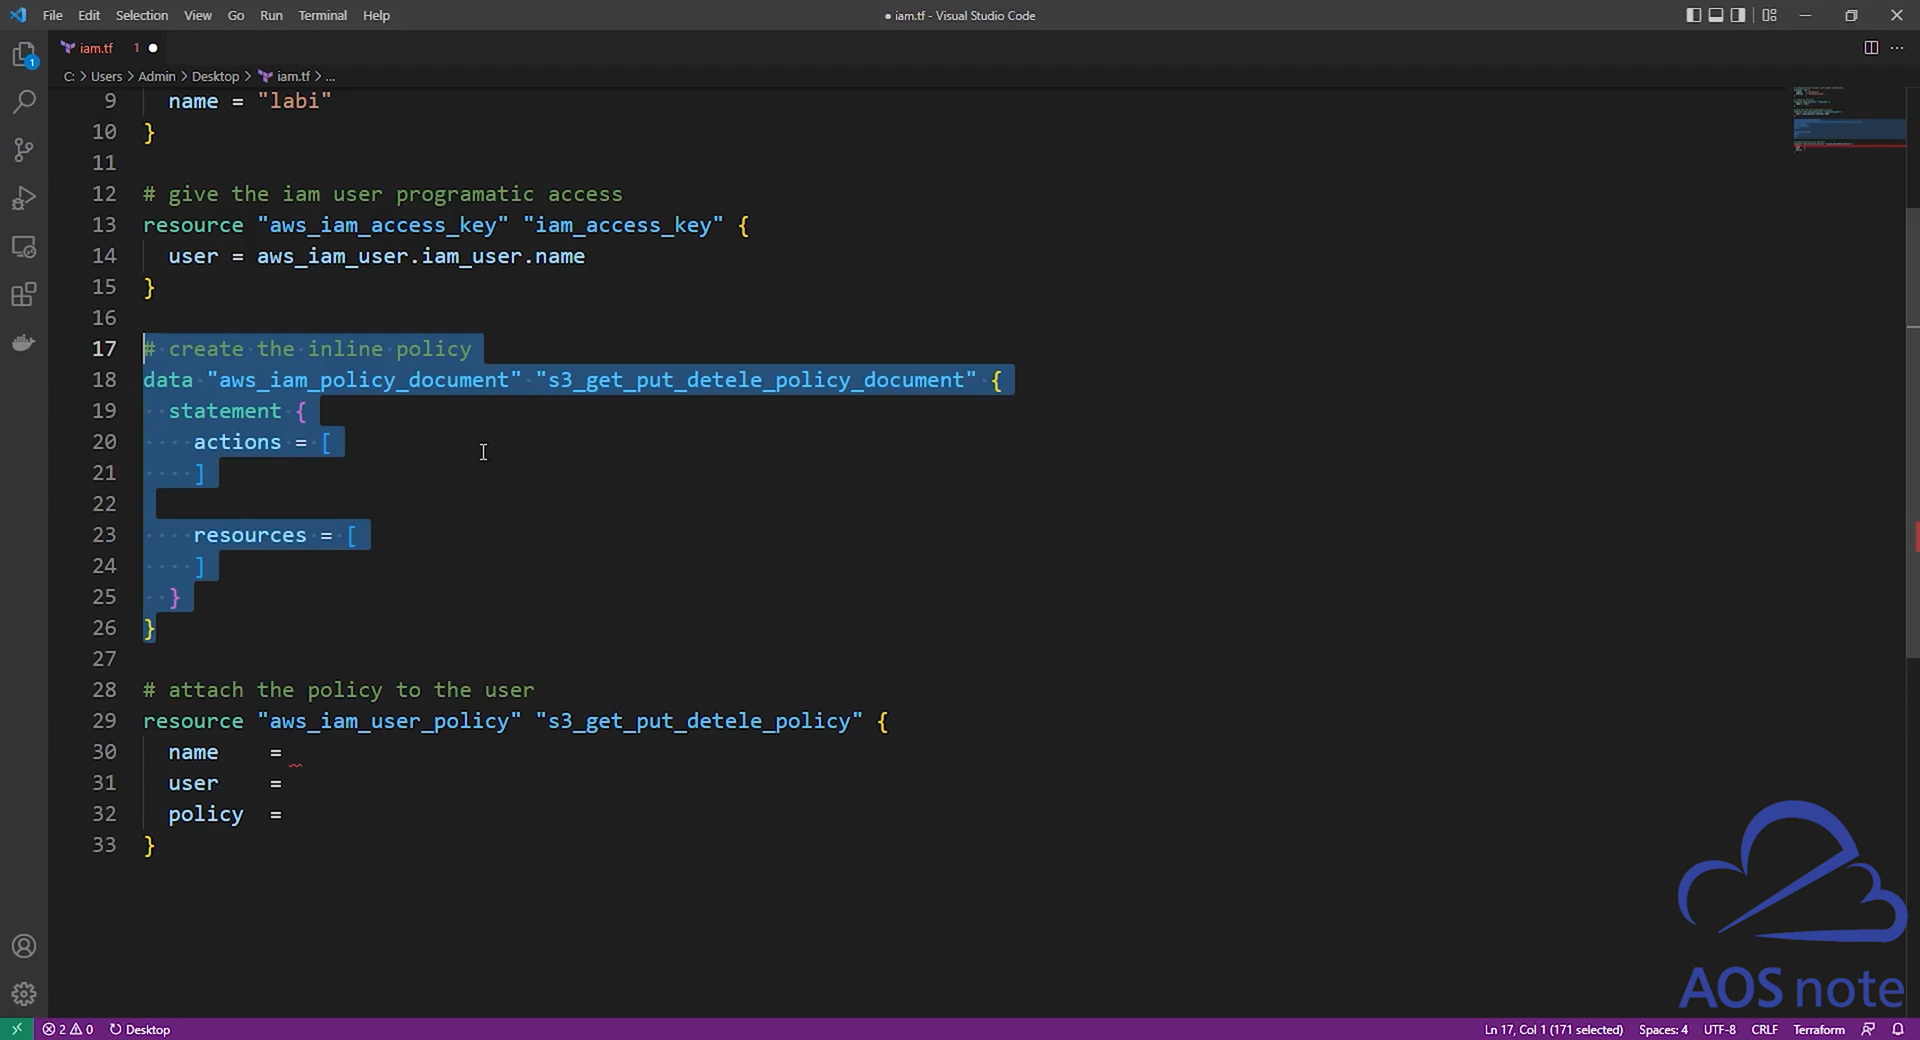 File Edit Selection View Go Run Terminal Help
● iam.tf - Visual Studio Code
iam.tf 1 ●
C: > Users > Admin > Desktop > iam.tf > ...
9 name = "labi"
10 }
11
12 # give the iam user programatic access
13 resource "aws_iam_access_key" "iam_access_key" {
14 user = aws_iam_user.iam_user.name
15 }
16
17 # create the inline policy
18 data "aws_iam_policy_document" "s3_get_put_detele_policy_document" {
19 statement {
20 actions = [
21 ]
22
23 resources = [
24 ]
25 }
26 }
27
28 # attach the policy to the user
29 resource "aws_iam_user_policy" "s3_get_put_detele_policy" {
30 name =
31 user =
32 policy =
33 }
1
AOS note
2 0 Desktop
Ln 17, Col 1 (171 selected) Spaces: 4 UTF-8 CRLF Terraform